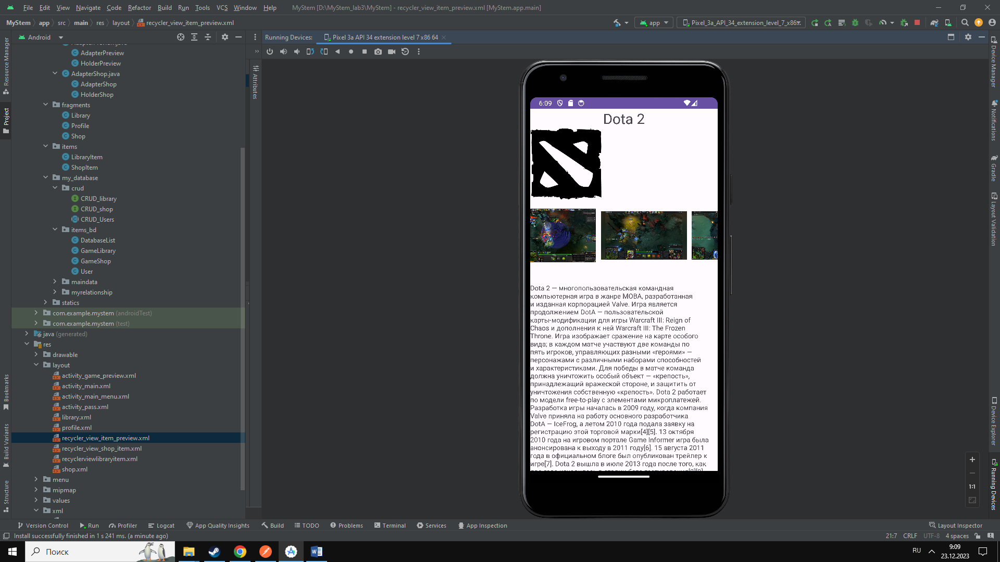 File Edit View Navigate Code Refactor Build Run Tools VCS Window Help MyStem [D:\MyStem_lab3\MyStem] - recycler_view_item_preview.xml [MyStem.app.main]
MyStem app src main res layout recycler_view_item_preview.xml app Pixel_3a_API_34_extension_level_7_x86
Android Running Devices: Pixel 3a API 34 extension level 7 x86 64
AdapterPreview
HolderPreview
AdapterShop.java
AdapterShop
HolderShop
fragments
Library
Profile
Shop
items
LibraryItem
ShopItem
my_database
crud
CRUD_library
CRUD_shop
CRUD_Users
items_bd
DatabaseList
GameLibrary
GameShop
User
maindata
myrelationship
statics
com.example.mystem (androidTest)
com.example.mystem (test)
java (generated)
res
drawable
layout
activity_game_preview.xml
activity_main.xml
activity_main_menu.xml
activity_pass.xml
library.xml
profile.xml
recycler_view_item_preview.xml
recycler_view_shop_item.xml
recyclerviewlibraryitem.xml
shop.xml
menu
mipmap
values
xml
Resource Manager
Project
Bookmarks
Build Variants
Structure
Attributes
6:09
Dota 2
Dota 2 — многопользовательская командная
компьютерная игра в жанре MOBA, разработанная
и изданная корпорацией Valve. Игра является
продолжением DotA — пользовательской
карты-модификации для игры Warcraft III: Reign of
Chaos и дополнения к ней Warcraft III: The Frozen
Throne. Игра изображает сражение на карте особого
вида; в каждом матче участвуют две команды по
пять игроков, управляющих разными «героями» —
персонажами с различными наборами способностей
и характеристиками. Для победы в матче команда
должна уничтожить особый объект — «крепость»,
принадлежащий вражеской стороне, и защитить от
уничтожения собственную «крепость». Dota 2 работает
по модели free-to-play с элементами микроплатежей.
Разработка игры началась в 2009 году, когда компания
Valve приняла на работу основного разработчика
DotA — IceFrog, а летом 2010 года подала заявку на
регистрацию этой торговой марки[4][5]. 13 октября
2010 года на игровом портале Game Informer игра была
анонсирована к выходу в 2011 году[6]. 15 августа 2011
года в официальном блоге был опубликован трейлер к
игре[7]. Dota 2 вышла в июле 2013 года после того, как
Device Manager
Notifications
Gradle
Layout Validation
Device Explorer
Running Devices
1:1
Version Control Run Profiler Logcat App Quality Insights Build TODO Problems Terminal Services App Inspection Layout Inspector
Install successfully finished in 1 s 241 ms. (a minute ago) 21:7 CRLF UTF-8 4 spaces
Поиск RU 9:09
23.12.2023